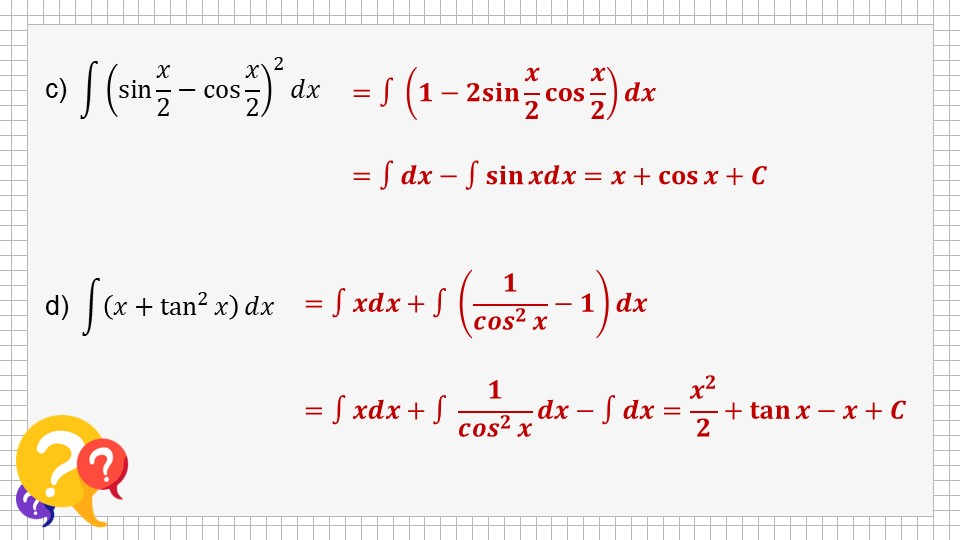 c) ∫ (sin x/2 − cos x/2)² dx = ∫ (1 − 2sin x/2 cos x/2) dx
= ∫ dx − ∫ sin xdx = x + cos x + C
d) ∫ (x + tan² x) dx = ∫ xdx + ∫ (1/cos² x − 1) dx
= ∫ xdx + ∫ 1/cos² x dx − ∫ dx = x²/2 + tan x − x + C
? ? ?